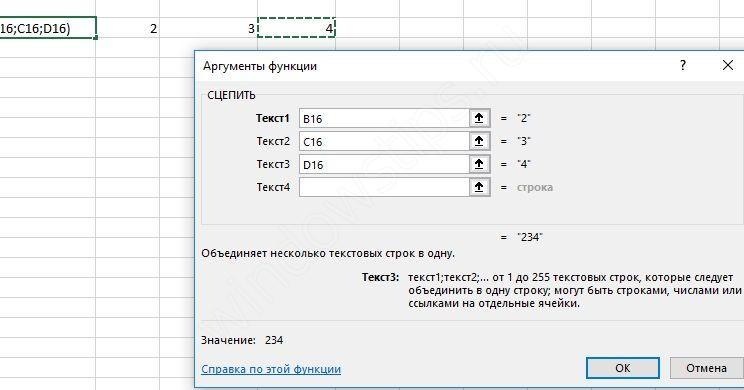 16;C16;D16) 2 3 4
Аргументы функции ? ×
СЦЕПИТЬ
Текст1 B16 = "2"
Текст2 C16 = "3"
Текст3 D16 = "4"
Текст4 = строка
= "234"
Объединяет несколько текстовых строк в одну.
Текст3: текст1;текст2;... от 1 до 255 текстовых строк, которые следует
объединить в одну строку; могут быть строками, числами или
ссылками на отдельные ячейки.
Значение: 234
Справка по этой функции ОК Отмена
windowstips.ru